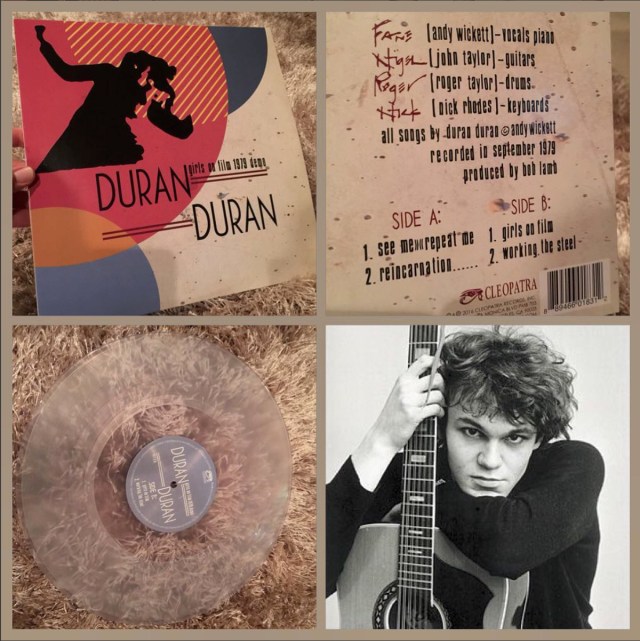 girls on film 1979 demo
DURAN
DURAN
FANE [andy wickett]-vocals piano
Nigel [john taylor]-guitars
Roger [roger taylor]-drums
Nick [nick rhodes]-keyboards
all songs by duran duran © andy wickett
recorded in september 1979
produced by bob lamb
SIDE A:
1. see me repeat me
2. reincarnation......
SIDE B:
1. girls on film
2. working the steel
CLEOPATRA
DURAN
DURAN
SIDE A: